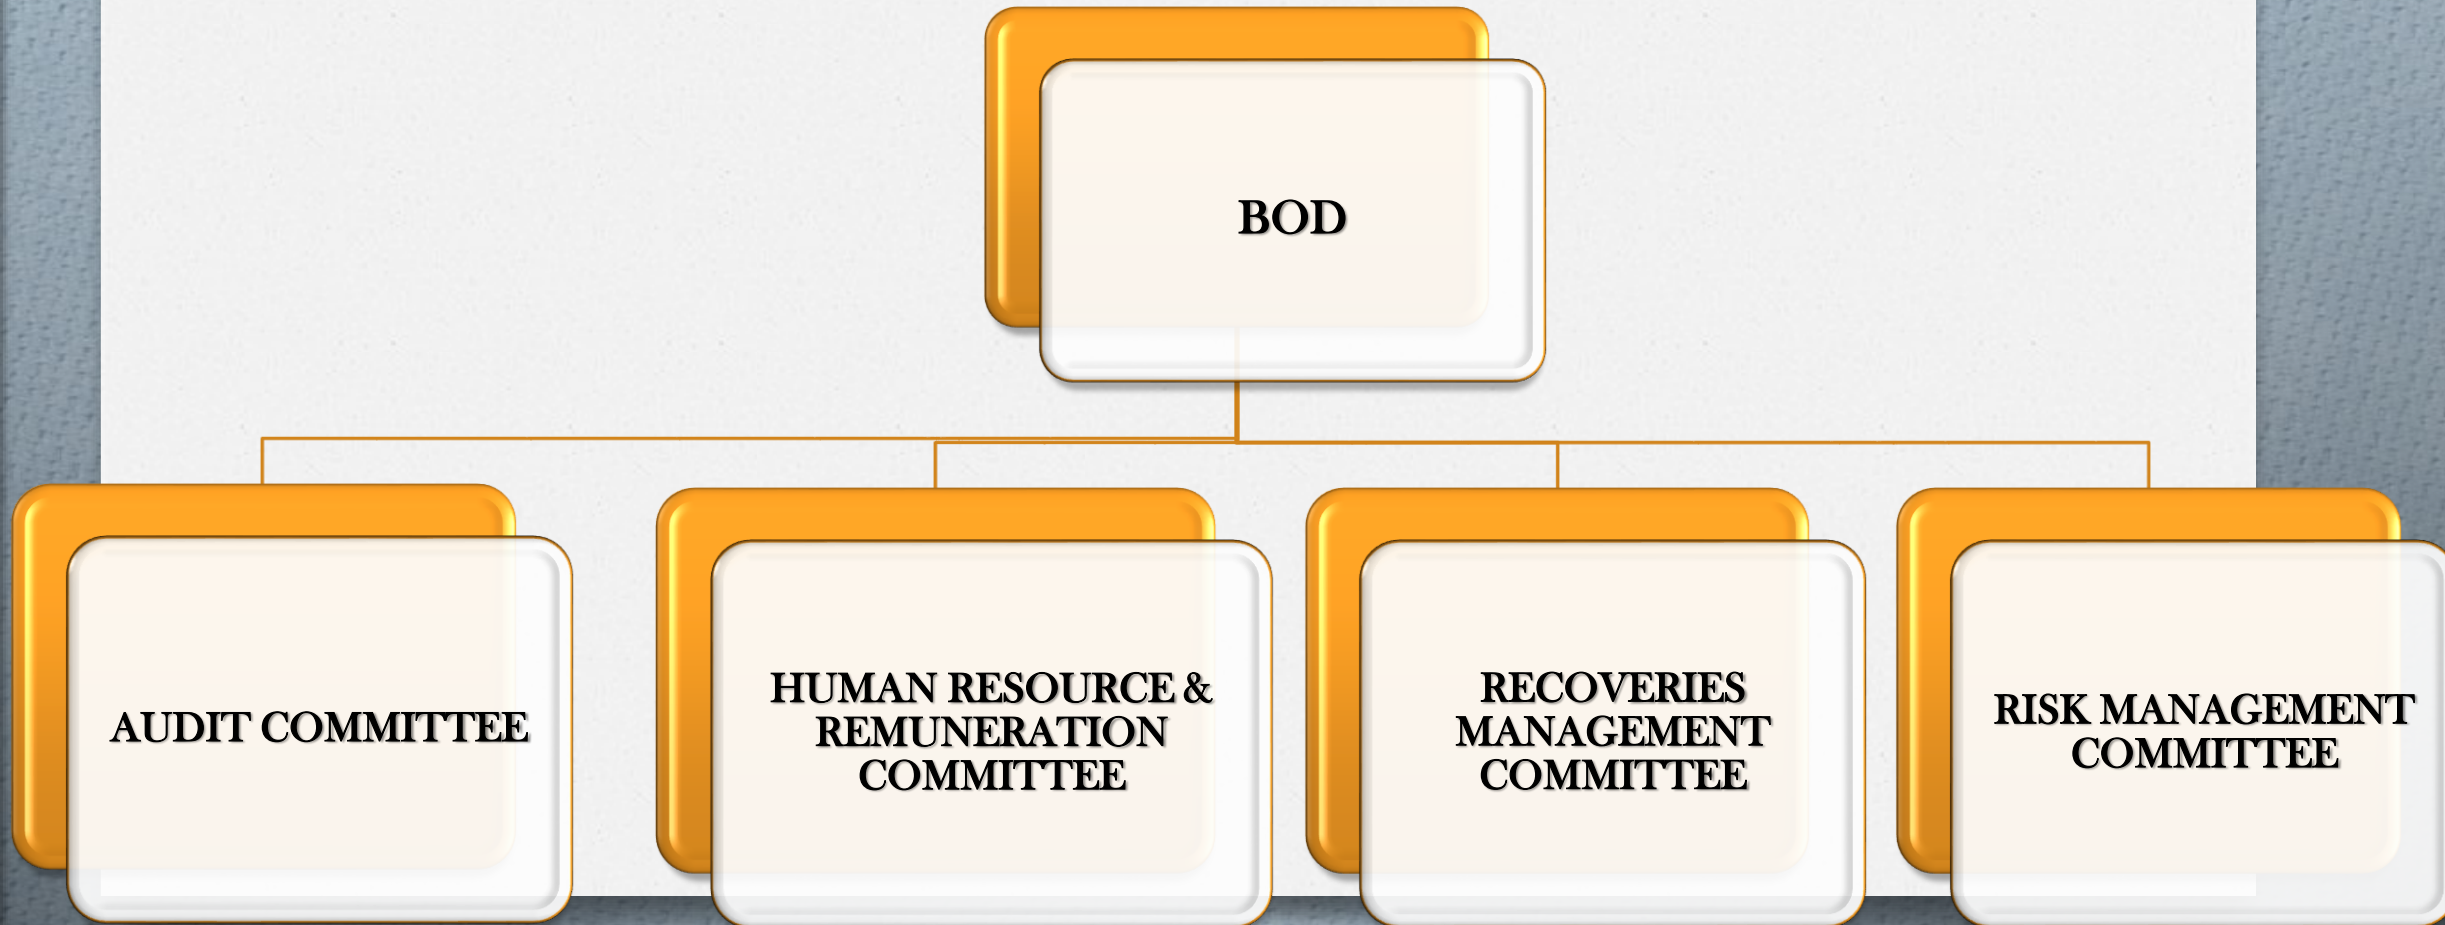 BOD
AUDIT COMMITTEE
HUMAN RESOURCE &
REMUNERATION
COMMITTEE
RECOVERIES
MANAGEMENT
COMMITTEE
RISK MANAGEMENT
COMMITTEE